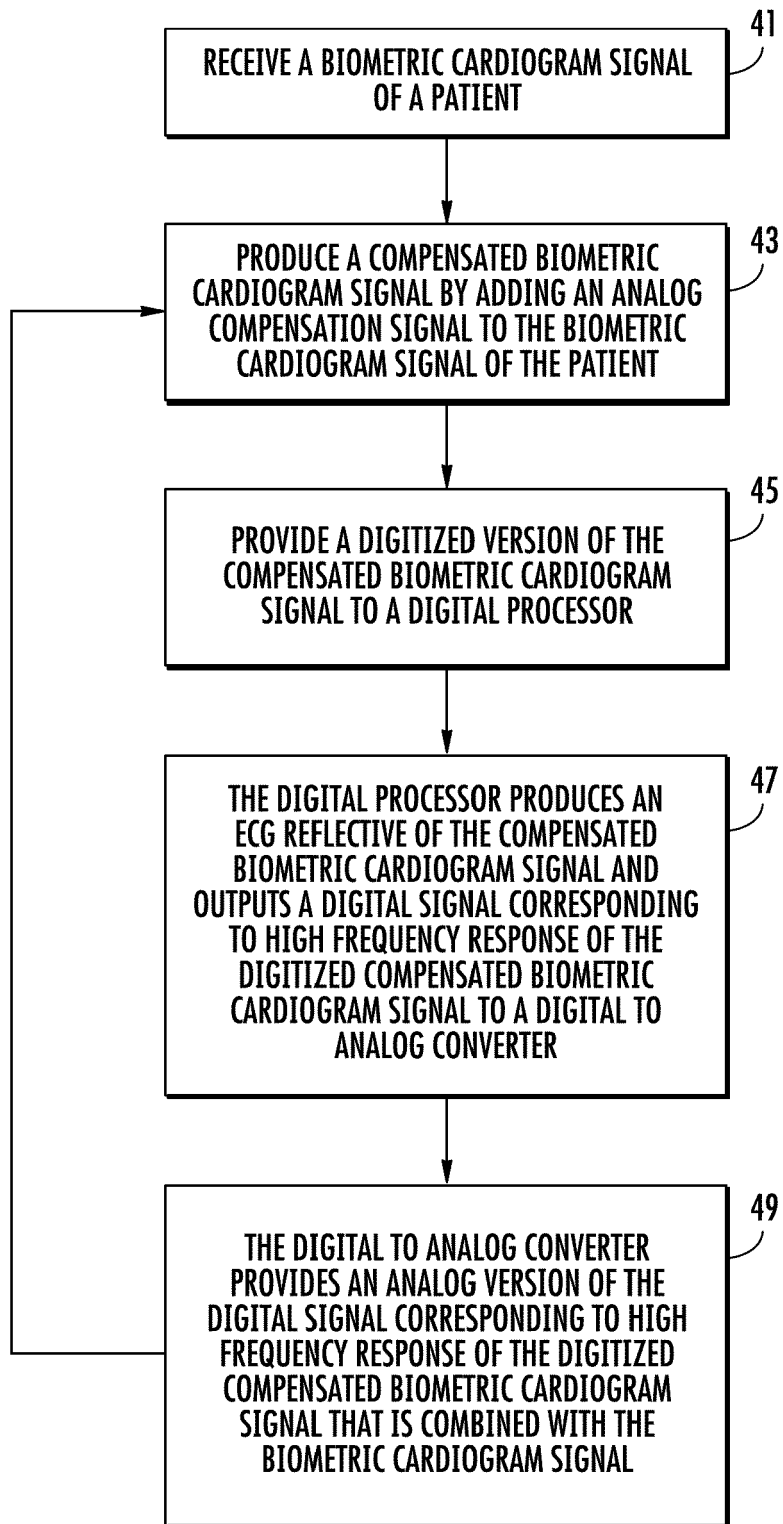 41
RECEIVE A BIOMETRIC CARDIOGRAM SIGNAL
OF A PATIENT
43
PRODUCE A COMPENSATED BIOMETRIC
CARDIOGRAM SIGNAL BY ADDING AN ANALOG
COMPENSATION SIGNAL TO THE BIOMETRIC
CARDIOGRAM SIGNAL OF THE PATIENT
45
PROVIDE A DIGITIZED VERSION OF THE
COMPENSATED BIOMETRIC CARDIOGRAM
SIGNAL TO A DIGITAL PROCESSOR
47
THE DIGITAL PROCESSOR PRODUCES AN
ECG REFLECTIVE OF THE COMPENSATED
BIOMETRIC CARDIOGRAM SIGNAL AND
OUTPUTS A DIGITAL SIGNAL CORRESPONDING
TO HIGH FREQUENCY RESPONSE OF THE
DIGITIZED COMPENSATED BIOMETRIC
CARDIOGRAM SIGNAL TO A DIGITAL TO
ANALOG CONVERTER
49
THE DIGITAL TO ANALOG CONVERTER
PROVIDES AN ANALOG VERSION OF THE
DIGITAL SIGNAL CORRESPONDING TO HIGH
FREQUENCY RESPONSE OF THE DIGITIZED
COMPENSATED BIOMETRIC CARDIOGRAM
SIGNAL THAT IS COMBINED WITH THE
BIOMETRIC CARDIOGRAM SIGNAL